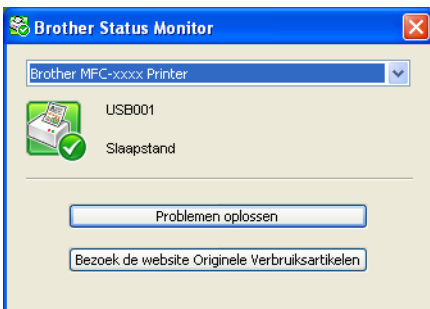 Brother Status Monitor
Brother MFC-xxxx Printer
USB001
Slaapstand
Problemen oplossen
Bezoek de website Originele Verbruiksartikelen